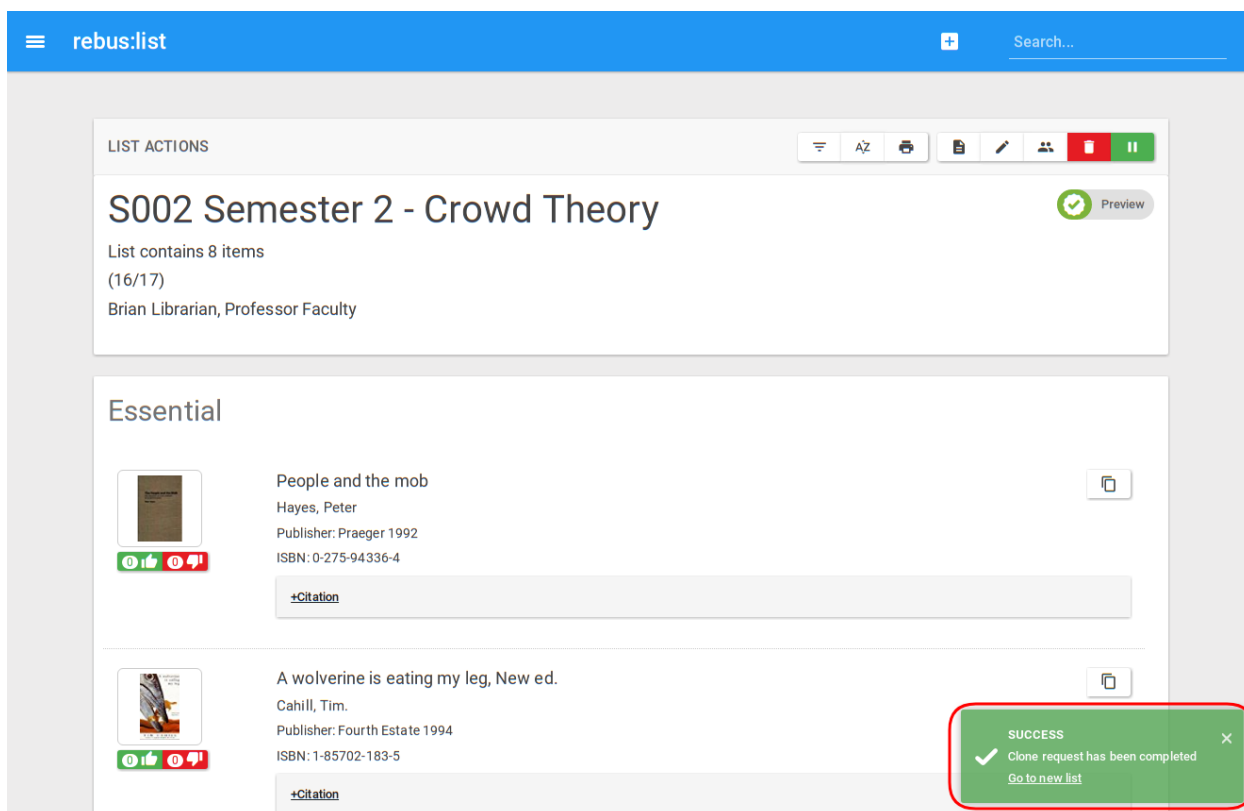 rebus:list
Search...
LIST ACTIONS
AZ
S002 Semester 2 - Crowd Theory
Preview
List contains 8 items
(16/17)
Brian Librarian, Professor Faculty
Essential
People and the mob
Hayes, Peter
Publisher: Praeger 1992
ISBN: 0-275-94336-4
0 0
+Citation
A wolverine is eating my leg, New ed.
Cahill, Tim.
Publisher: Fourth Estate 1994
ISBN: 1-85702-183-5
0 0
+Citation
SUCCESS
Clone request has been completed
Go to new list